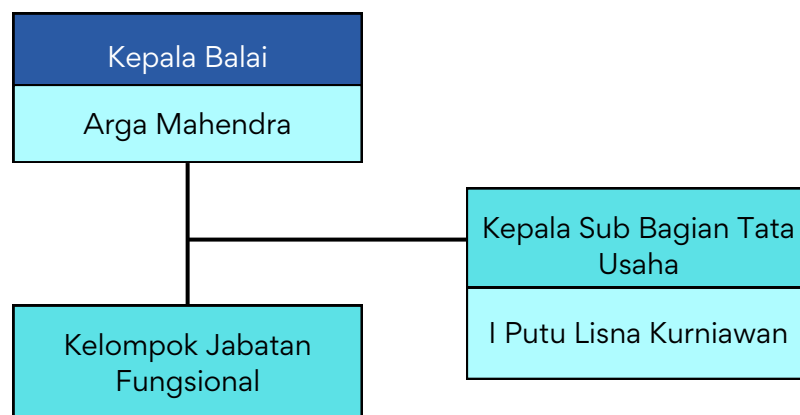 Kepala Balai
Arga Mahendra
Kepala Sub Bagian Tata
Usaha
I Putu Lisna Kurniawan
Kelompok Jabatan
Fungsional